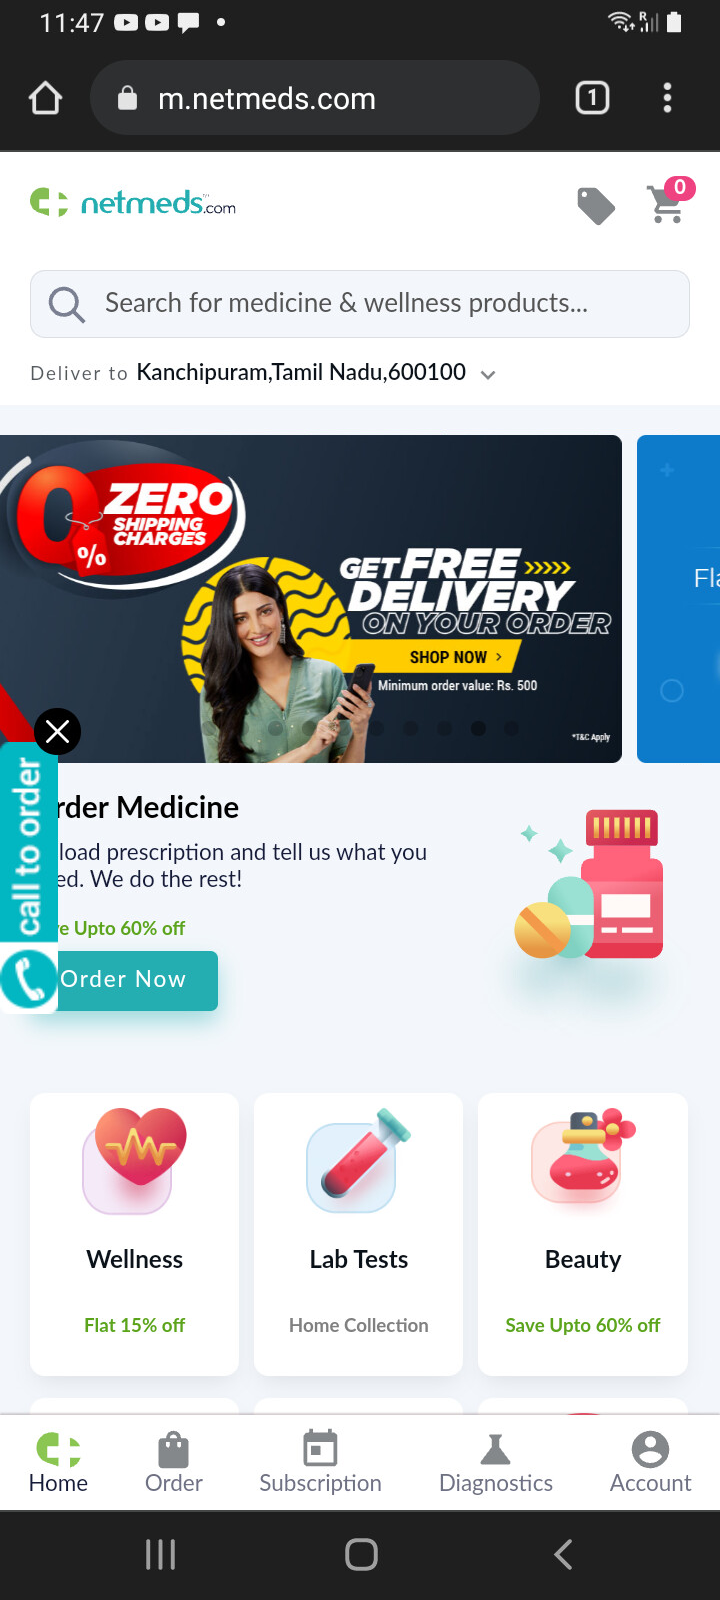 11:47
R
m.netmeds.com
1
netmeds.com
0
Search for medicine & wellness products...
Deliver to Kanchipuram,Tamil Nadu,600100
0 ZERO
SHIPPING
CHARGES
%
GET FREE
DELIVERY
ON YOUR ORDER
SHOP NOW
Minimum order value: Rs. 500
*T&C Apply
Fla
call to order
rder Medicine
load prescription and tell us what you
ed. We do the rest!
e Upto 60% off
Order Now
Wellness
Flat 15% off
Lab Tests
Home Collection
Beauty
Save Upto 60% off
Home
Order
Subscription
Diagnostics
Account